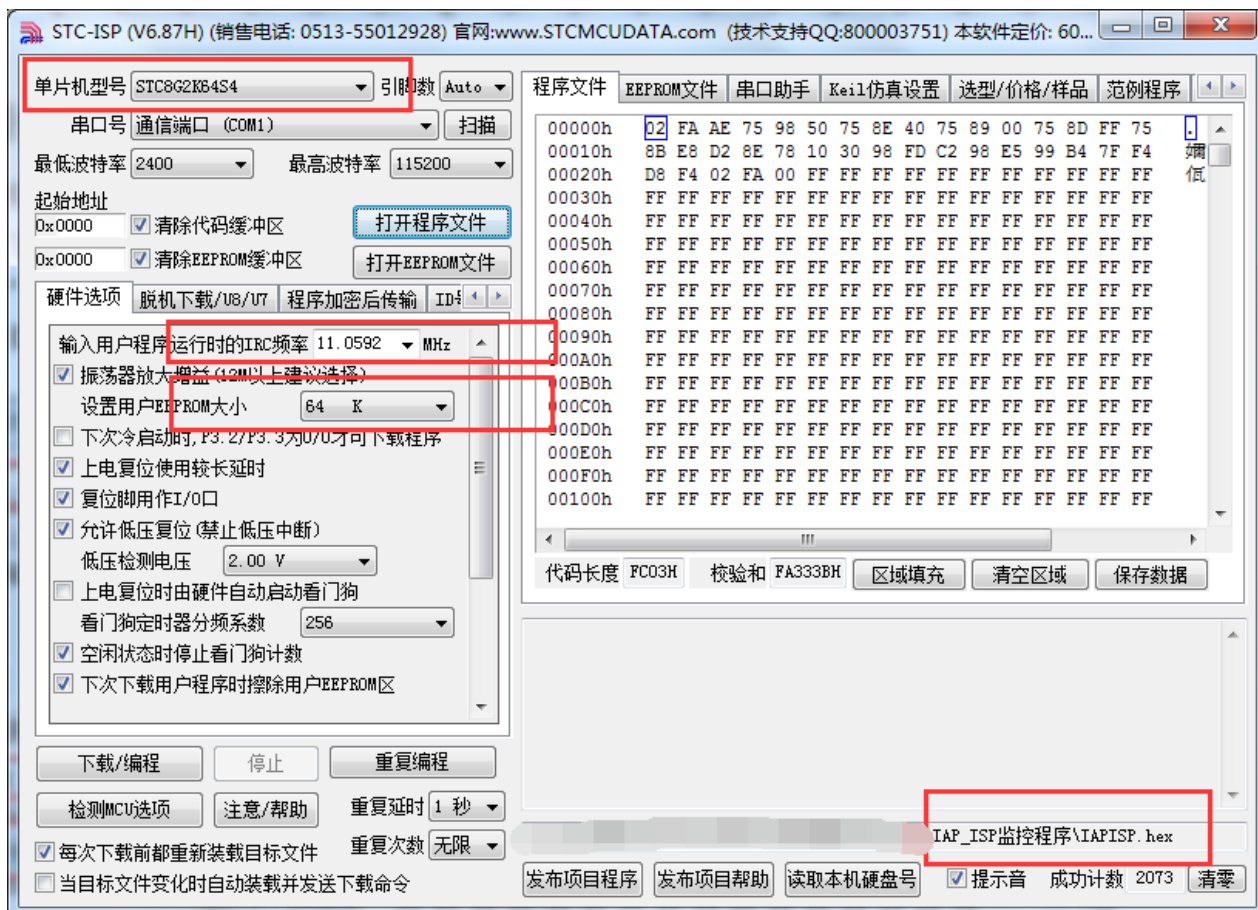 STC-ISP (V6.87H) (销售电话: 0513-55012928) 官网:www.STCMCUDATA.com (技术支持QQ:800003751) 本软件定价: 60...
单片机型号 STC8G2K64S4 引脚数 Auto
串口号 通信端口 (COM1) 扫描
最低波特率 2400 最高波特率 115200
起始地址
0x0000 清除代码缓冲区 打开程序文件
0x0000 清除EEPROM缓冲区 打开EEPROM文件
硬件选项 脱机下载/U8/U7 程序加密后传输
输入用户程序运行时的IRC频率 11.0592 MHz
振荡器放大增益(12M以上建议选择)
设置用户EEPROM大小 64 K
下次冷启动时,P3.2/P3.3为0/0才可下载程序
上电复位使用较长延时
复位脚用作I/O口
允许低压复位(禁止低压中断)
低压检测电压 2.00 V
上电复位时由硬件自动启动看门狗
看门狗定时器分频系数 256
空闲状态时停止看门狗计数
下次下载用户程序时擦除用户EEPROM区
下载/编程 停止 重复编程
检测MCU选项 注意/帮助 重复延时 1 秒
每次下载前都重新装载目标文件 重复次数 无限
当目标文件变化时自动装载并发送下载命令
程序文件 EEPROM文件 串口助手 Keil仿真设置 选型/价格/样品 范例程序
00000h 02 FA AE 75 98 50 75 8E 40 75 89 00 75 8D FF 75 .
00010h 8B E8 D2 8E 78 10 30 98 FD C2 98 E5 99 B4 7F F4
00020h D8 F4 02 FA 00 FF FF FF FF FF FF FF FF FF FF FF
00030h FF FF FF FF FF FF FF FF FF FF FF FF FF FF FF FF
00040h FF FF FF FF FF FF FF FF FF FF FF FF FF FF FF FF
00050h FF FF FF FF FF FF FF FF FF FF FF FF FF FF FF FF
00060h FF FF FF FF FF FF FF FF FF FF FF FF FF FF FF FF
00070h FF FF FF FF FF FF FF FF FF FF FF FF FF FF FF FF
00080h FF FF FF FF FF FF FF FF FF FF FF FF FF FF FF FF
00090h FF FF FF FF FF FF FF FF FF FF FF FF FF FF FF FF
000A0h FF FF FF FF FF FF FF FF FF FF FF FF FF FF FF FF
000B0h FF FF FF FF FF FF FF FF FF FF FF FF FF FF FF FF
000C0h FF FF FF FF FF FF FF FF FF FF FF FF FF FF FF FF
000D0h FF FF FF FF FF FF FF FF FF FF FF FF FF FF FF FF
000E0h FF FF FF FF FF FF FF FF FF FF FF FF FF FF FF FF
000F0h FF FF FF FF FF FF FF FF FF FF FF FF FF FF FF FF
00100h FF FF FF FF FF FF FF FF FF FF FF FF FF FF FF FF
代码长度 FC03H 校验和 FA333BH 区域填充 清空区域 保存数据
IAP_ISP监控程序\IAPISP.hex
发布项目程序 发布项目帮助 读取本机硬盘号 提示音 成功计数 2073 清零